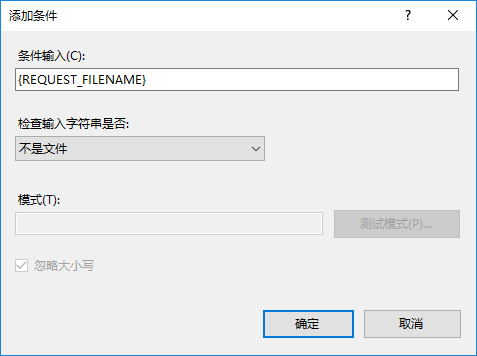 添加条件
条件输入(C):
{REQUEST_FILENAME}
检查输入字符串是否:
不是文件
模式(T):
测试模式(P)...
忽略大小写
确定 取消